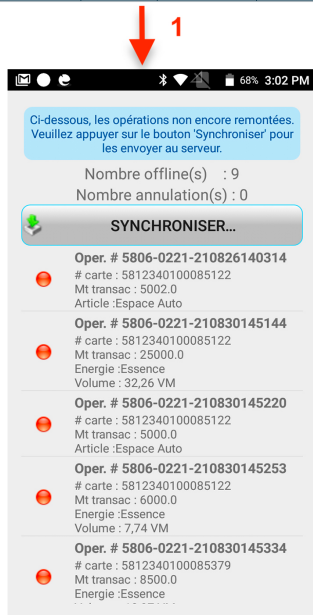 1
68% 3:02 PM
Ci-dessous, les opérations non encore remontées.
Veuillez appuyer sur le bouton 'Synchroniser' pour
les envoyer au serveur.
Nombre offline(s) : 9
Nombre annulation(s) : 0
SYNCHRONISER...
Oper. # 5806-0221-210826140314
# carte : 5812340100085122
Mt transac : 5002.0
Article :Espace Auto
Oper. # 5806-0221-210830145144
# carte : 5812340100085122
Mt transac : 25000.0
Energie :Essence
Volume : 32,26 VM
Oper. # 5806-0221-210830145220
# carte : 5812340100085122
Mt transac : 5000.0
Article :Espace Auto
Oper. # 5806-0221-210830145253
# carte : 5812340100085122
Mt transac : 6000.0
Energie :Essence
Volume : 7,74 VM
Oper. # 5806-0221-210830145334
# carte : 5812340100085379
Mt transac : 8500.0
Energie :Essence